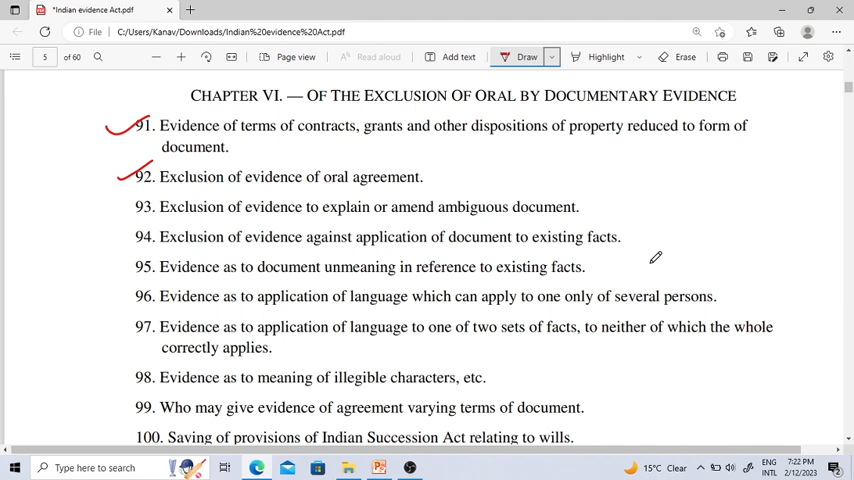 *Indian evidence Act.pdf
File
C:/Users/Kanav/Downloads/Indian%20evidence%20Act.pdf
5 of 60
Page view
Read aloud
Add text
Draw
Highlight
Erase
CHAPTER VI. — OF THE EXCLUSION OF ORAL BY DOCUMENTARY EVIDENCE
91. Evidence of terms of contracts, grants and other dispositions of property reduced to form of
document.
92. Exclusion of evidence of oral agreement.
93. Exclusion of evidence to explain or amend ambiguous document.
94. Exclusion of evidence against application of document to existing facts.
95. Evidence as to document unmeaning in reference to existing facts.
96. Evidence as to application of language which can apply to one only of several persons.
97. Evidence as to application of language to one of two sets of facts, to neither of which the whole
correctly applies.
98. Evidence as to meaning of illegible characters, etc.
99. Who may give evidence of agreement varying terms of document.
100. Saving of provisions of Indian Succession Act relating to wills.
Type here to search
15°C Clear
ENG
INTL
7:22 PM
2/12/2023
2